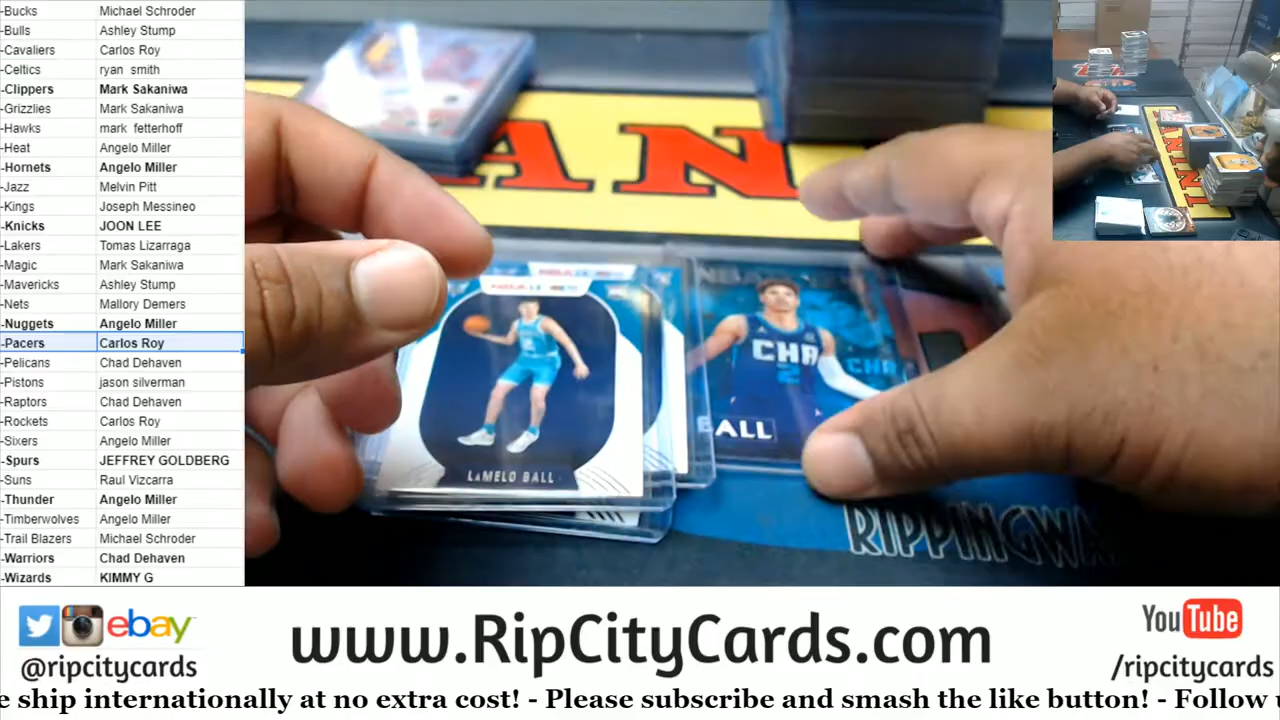 -Bucks Michael Schroder
-Bulls Ashley Stump
-Cavaliers Carlos Roy
-Celtics ryan smith
-Clippers Mark Sakaniwa
-Grizzlies Mark Sakaniwa
-Hawks mark fetterhoff
-Heat Angelo Miller
-Hornets Angelo Miller
-Jazz Melvin Pitt
-Kings Joseph Messineo
-Knicks JOON LEE
-Lakers Tomas Lizarraga
-Magic Mark Sakaniwa
-Mavericks Ashley Stump
-Nets Mallory Demers
-Nuggets Angelo Miller
-Pacers Carlos Roy
-Pelicans Chad Dehaven
-Pistons jason silverman
-Raptors Chad Dehaven
-Rockets Carlos Roy
-Sixers Angelo Miller
-Spurs JEFFREY GOLDBERG
-Suns Raul Vizcarra
-Thunder Angelo Miller
-Timberwolves Angelo Miller
-Trail Blazers Michael Schroder
-Warriors Chad Dehaven
-Wizards KIMMY G
ANINI
CHA
2
BALL
LAMELO BALL
RIPPINGWA
ebay
@ripcitycards
www.RipCityCards.com
YouTube
/ripcitycards
e ship internationally at no extra cost! - Please subscribe and smash the like button! - Follow u